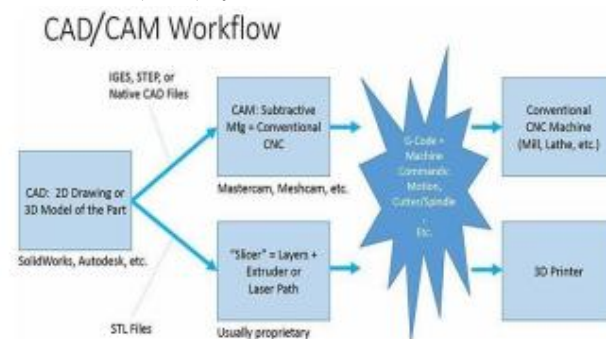 CAD/CAM Workflow
IGES, STEP, or
Native CAD Files
CAM: Subtractive
Mfg = Conventional
CNC
Mastercam, Meshcam, etc.
CAD: 2D Drawing or
3D Model of the Part
SolidWorks, Autodesk, etc.
"Slicer" = Layers +
Extruder or
Laser Path
Usually proprietary
STL Files
G-Code =
Machine
Commands:
Motion,
Cutter/Spindle
,
Etc.
Conventional
CNC Machine
(Mill, Lathe, etc.)
3D Printer